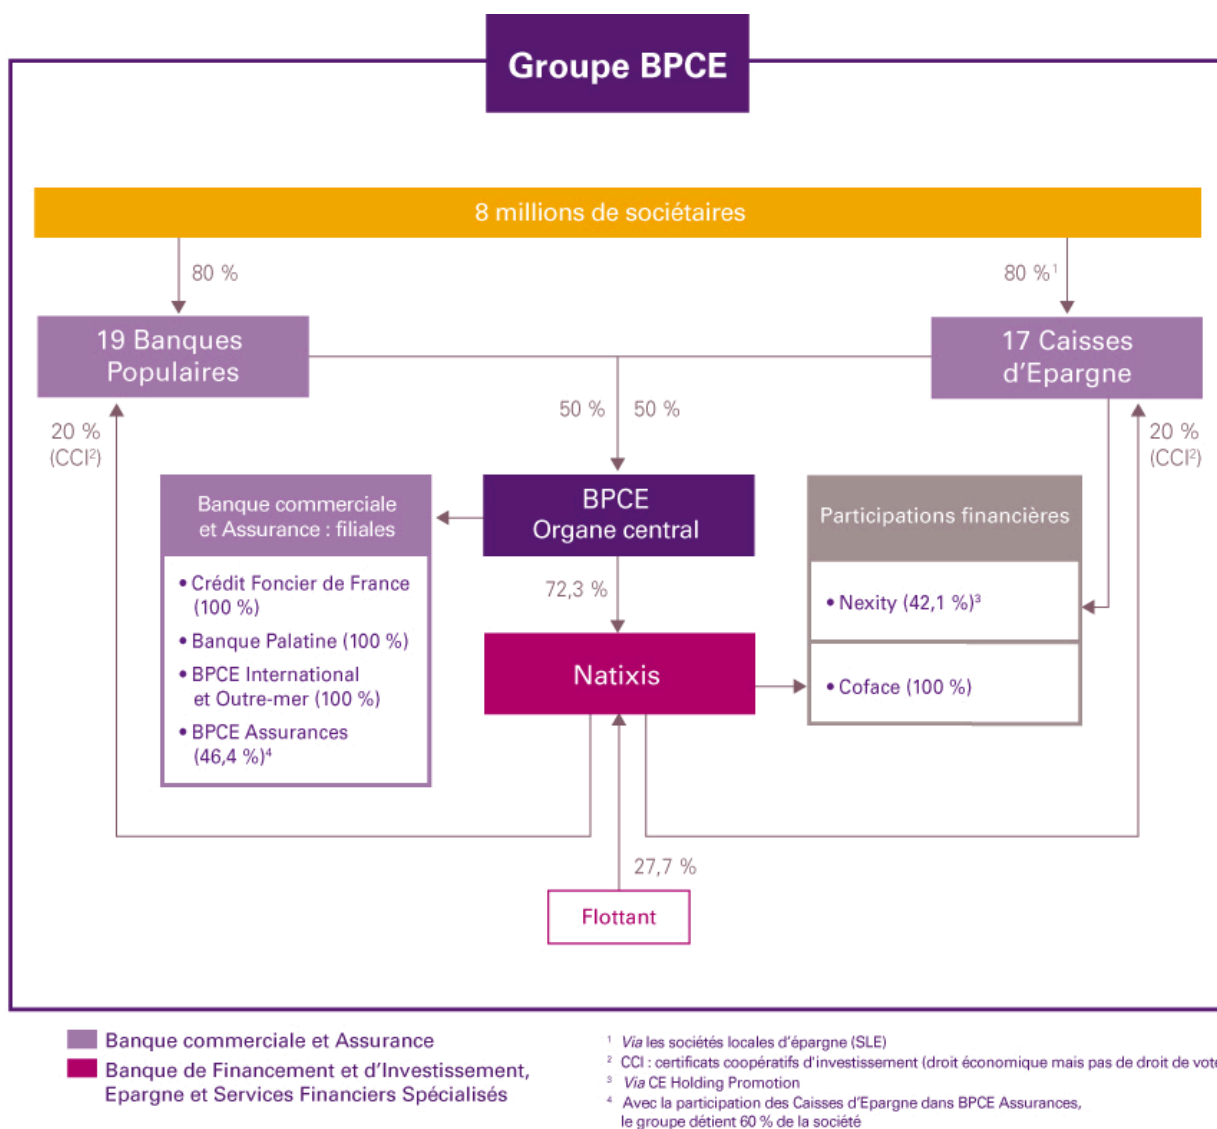 Groupe BPCE
8 millions de sociétaires
80 %
80 %¹
19 Banques
Populaires
17 Caisses
d'Epargne
50 %
50 %
20 %
(CCI²)
20 %
(CCI²)
Banque commerciale
et Assurance : filiales
• Crédit Foncier de France
(100 %)
• Banque Palatine (100 %)
• BPCE International
et Outre-mer (100 %)
• BPCE Assurances
(46,4 %)⁴
BPCE
Organe central
72,3 %
Natixis
Participations financières
• Nexity (42,1 %)³
• Coface (100 %)
27,7 %
Flottant
Banque commerciale et Assurance
Banque de Financement et d'Investissement,
Epargne et Services Financiers Spécialisés
¹ Via les sociétés locales d'épargne (SLE)
² CCI : certificats coopératifs d'investissement (droit économique mais pas de droit de vote
³ Via CE Holding Promotion
⁴ Avec la participation des Caisses d'Epargne dans BPCE Assurances,
le groupe détient 60 % de la société